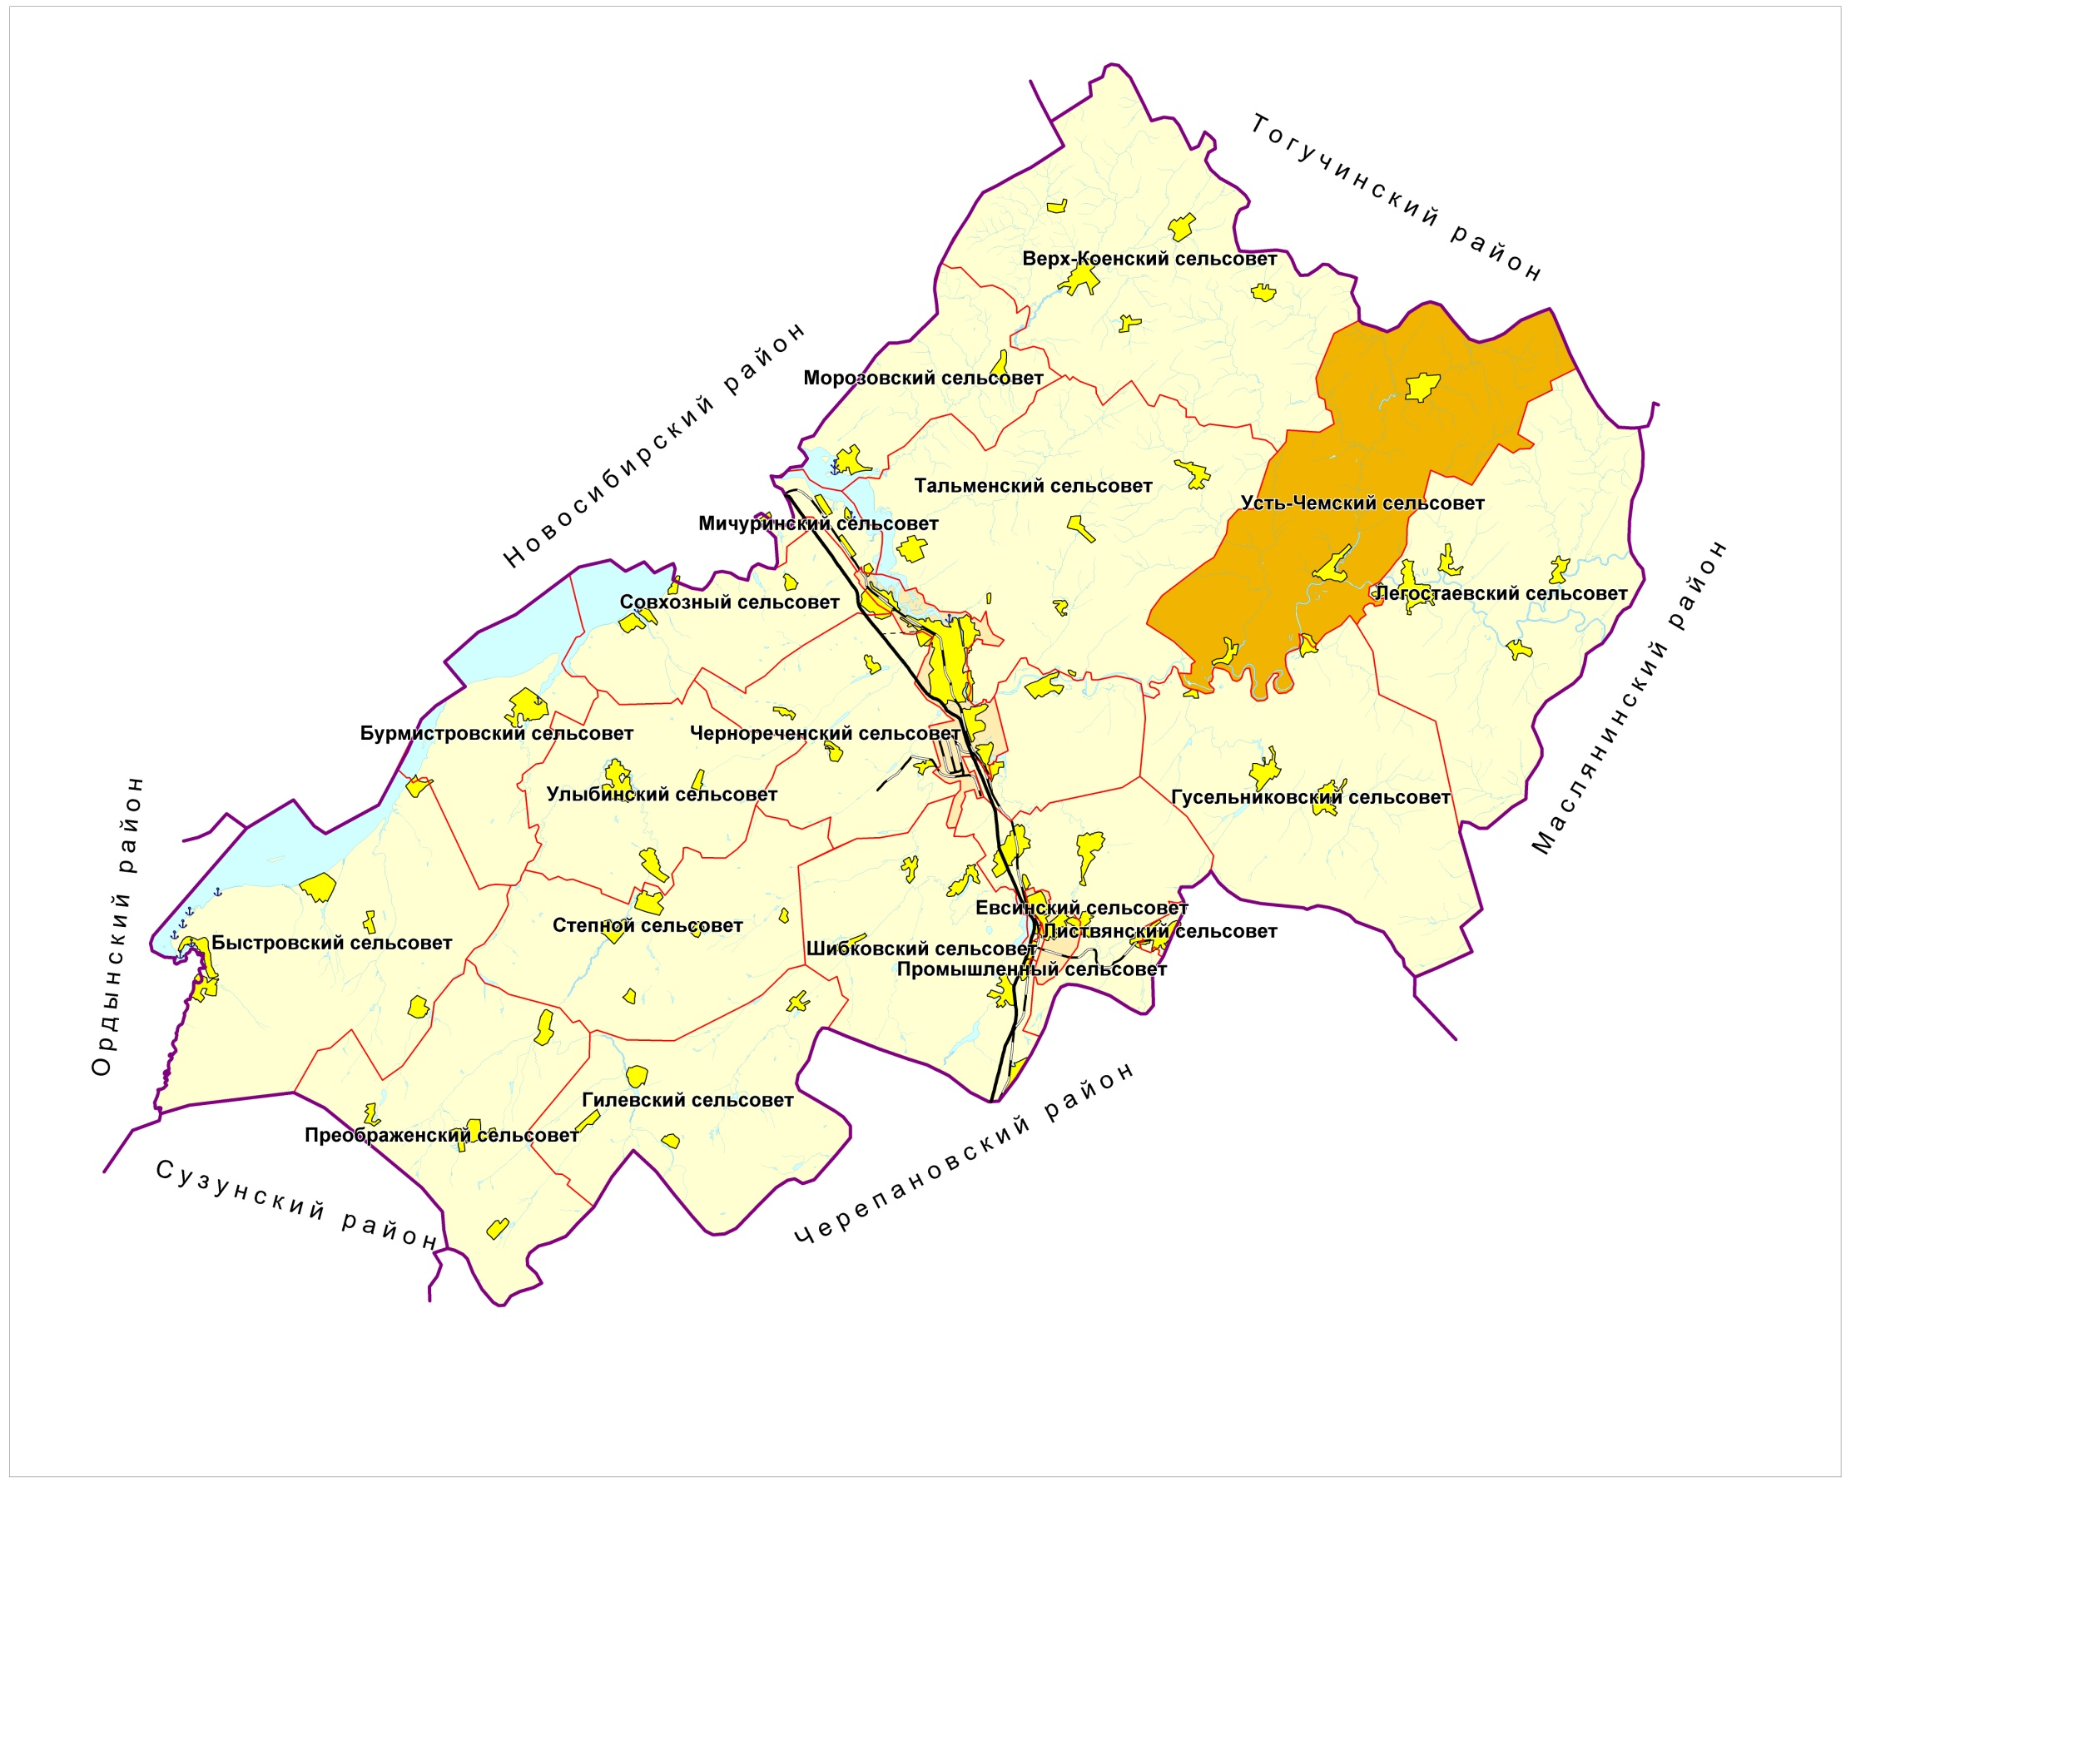 Тогучинский район
Верх-Коенский сельсовет
Новосибирский район
Морозовский сельсовет
Тальменский сельсовет
Усть-Чемский сельсовет
Мичуринский сельсовет
Легостаевский сельсовет
Совхозный сельсовет
Маслянинский район
Бурмистровский сельсовет
Чернореченский сельсовет
Улыбинский сельсовет
Гусельниковский сельсовет
Ордынский район
Евсинский сельсовет
Степной сельсовет
Листвянский сельсовет
Быстровский сельсовет
Шибковский сельсовет
Промышленный сельсовет
Гилевский сельсовет
Преображенский сельсовет
Черепановский район
Сузунский район